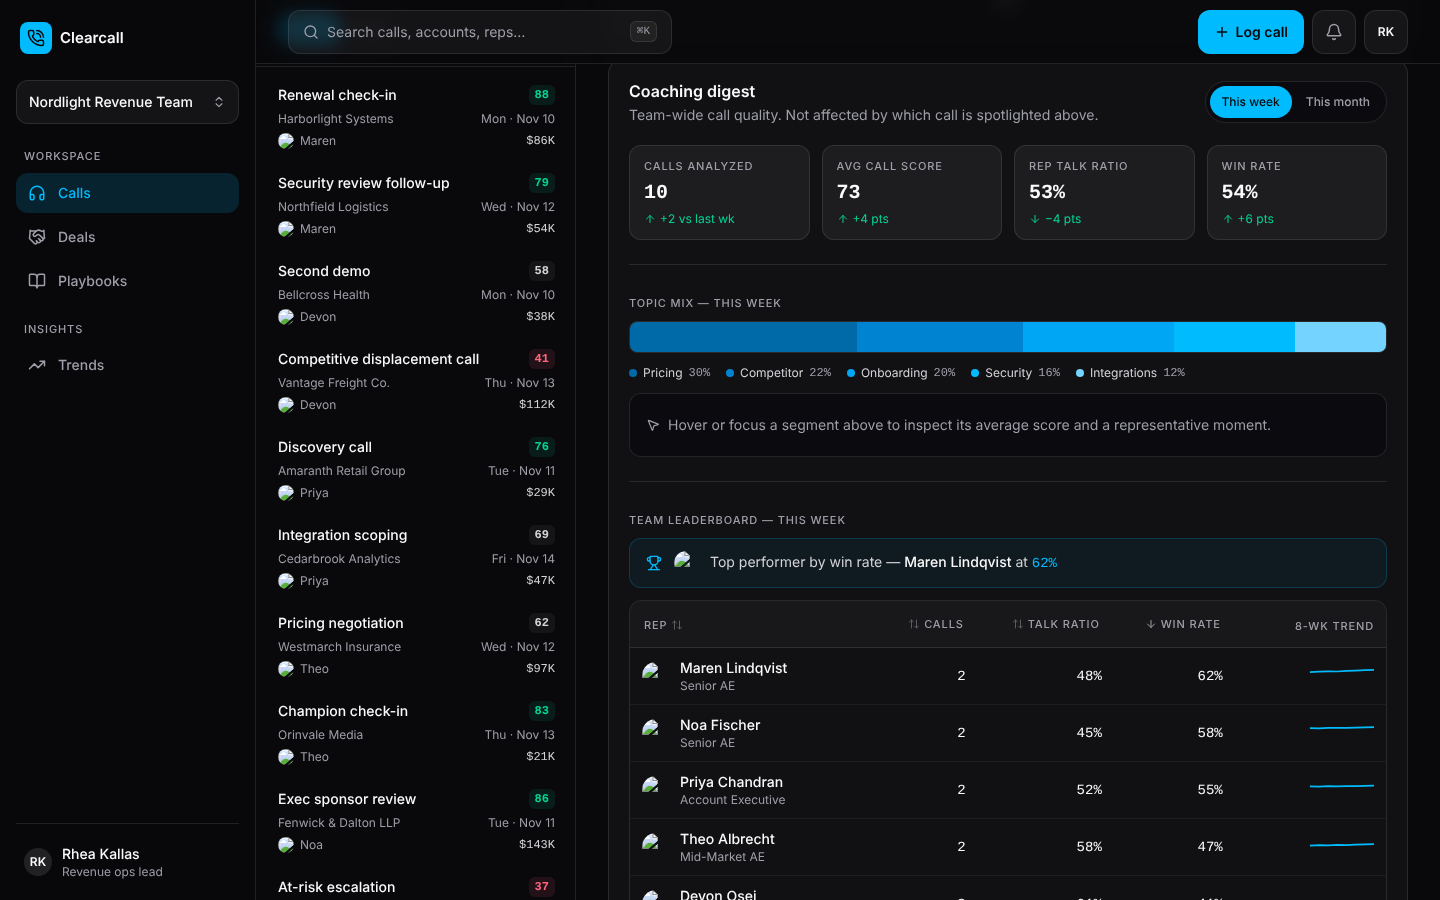 Clearcall
Search calls, accounts, reps...
⌘K
Log call
RK
Nordlight Revenue Team
WORKSPACE
Calls
Deals
Playbooks
INSIGHTS
Trends
RK
Rhea Kallas
Revenue ops lead
Renewal check-in 88
Harborlight Systems Mon · Nov 10
Maren $86K
Security review follow-up 79
Northfield Logistics Wed · Nov 12
Maren $54K
Second demo 58
Bellcross Health Mon · Nov 10
Devon $38K
Competitive displacement call 41
Vantage Freight Co. Thu · Nov 13
Devon $112K
Discovery call 76
Amaranth Retail Group Tue · Nov 11
Priya $29K
Integration scoping 69
Cedarbrook Analytics Fri · Nov 14
Priya $47K
Pricing negotiation 62
Westmarch Insurance Wed · Nov 12
Theo $97K
Champion check-in 83
Orinvale Media Thu · Nov 13
Theo $21K
Exec sponsor review 86
Fenwick & Dalton LLP Tue · Nov 11
Noa $143K
At-risk escalation 37
Coaching digest
Team-wide call quality. Not affected by which call is spotlighted above.
This week This month
CALLS ANALYZED
10
↑ +2 vs last wk
AVG CALL SCORE
73
↑ +4 pts
REP TALK RATIO
53%
↓ −4 pts
WIN RATE
54%
↑ +6 pts
TOPIC MIX — THIS WEEK
Pricing 30% Competitor 22% Onboarding 20% Security 16% Integrations 12%
Hover or focus a segment above to inspect its average score and a representative moment.
TEAM LEADERBOARD — THIS WEEK
Top performer by win rate — Maren Lindqvist at 62%
REP CALLS TALK RATIO ↓ WIN RATE 8-WK TREND
Maren Lindqvist 2 48% 62%
Senior AE
Noa Fischer 2 45% 58%
Senior AE
Priya Chandran 2 52% 55%
Account Executive
Theo Albrecht 2 58% 47%
Mid-Market AE
Devon Osei